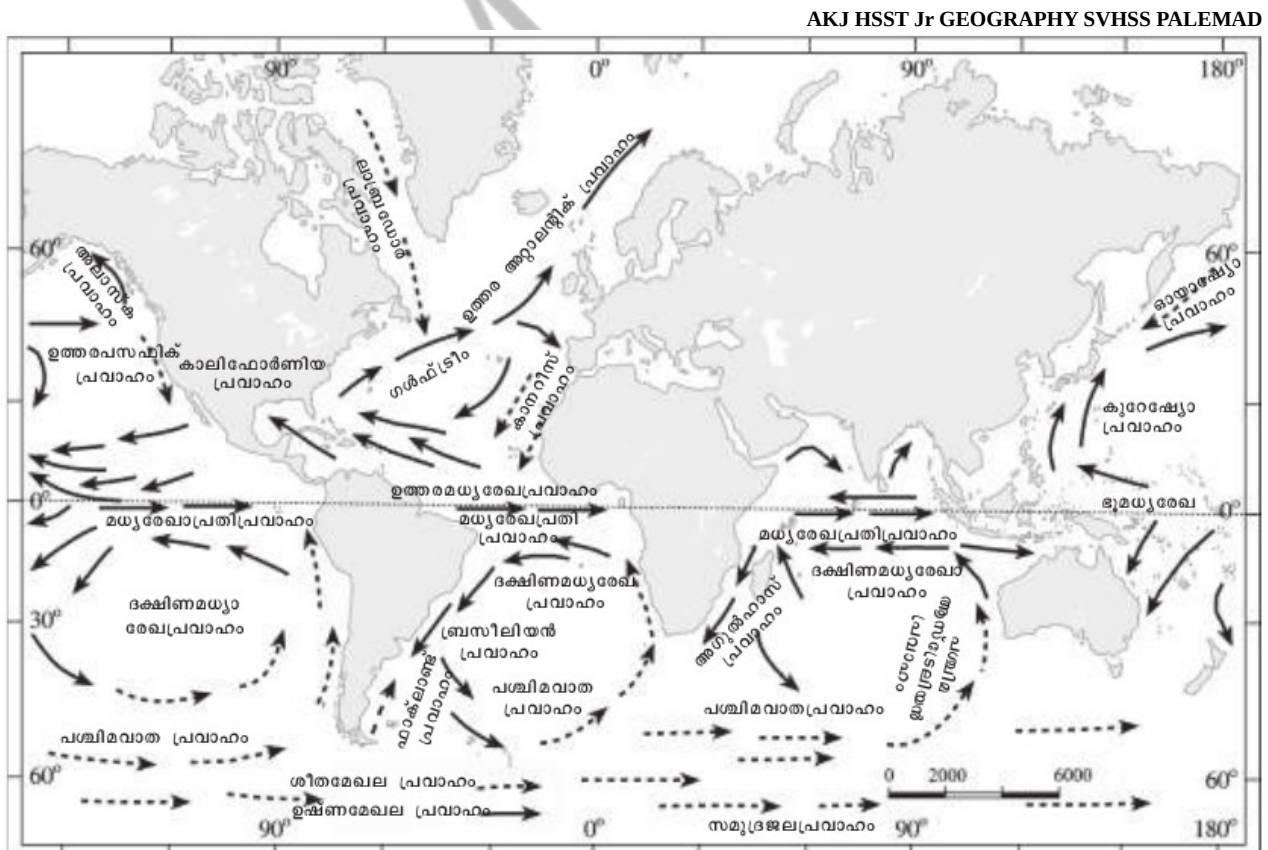 AKJ HSST Jr GEOGRAPHY SVHSS PALEMAD
90° 0° 90° 180°
ലാബ്രഡോർ
പ്രവാഹം
ഉത്തര അറ്റാലന്റിക് പ്രവാഹം
60° 60°
അലാസ്ക
പ്രവാഹം
ഓയാഷ്യോ
പ്രവാഹം
ഉത്തരപസഫിക്
പ്രവാഹം
കാലിഫോർണിയ
പ്രവാഹം
ഗൾഫ്സ്ട്രീം
കാനറീസ്
പ്രവാഹം
കുറേഷ്യോ
പ്രവാഹം
ഉത്തരമധ്യരേഖപ്രവാഹം
0° ഭൂമധ്യരേഖ 0°
മധ്യരേഖാപ്രതിപ്രവാഹം
മധ്യരേഖപ്രതി
പ്രവാഹം
മധ്യരേഖപ്രതിപ്രവാഹം
ദക്ഷിണമധ്യരേഖ
പ്രവാഹം
ദക്ഷിണമധ്യരേഖാ
പ്രവാഹം
ദക്ഷിണമധ്യാ
രേഖപ്രവാഹം
30° 30°
ബ്രസീലിയൻ
പ്രവാഹം
അഗുൽഹാസ്
പ്രവാഹം
പശ്ചിമ
പ്രവാഹം
ഫാക്‌ലാണ്ട്
പ്രവാഹം
പശ്ചിമവാത
പ്രവാഹം
പശ്ചിമവാതപ്രവാഹം
പശ്ചിമവാത പ്രവാഹം
60° 60°
0 2000 6000
ശീതമേഖല പ്രവാഹം
ഉഷ്ണമേഖല പ്രവാഹം
സമുദ്രജലപ്രവാഹം
90° 0° 90° 180°